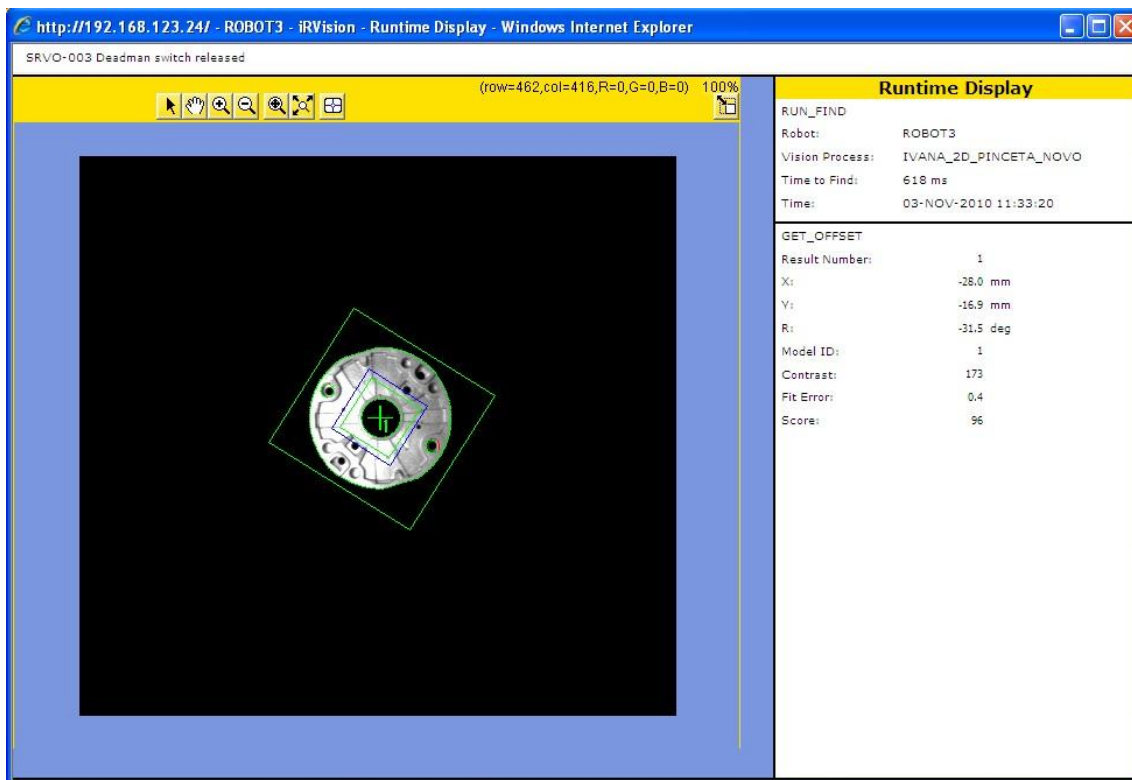 http://192.168.123.24/ - ROBOT3 - iRVision - Runtime Display - Windows Internet Explorer
SRVO-003 Deadman switch released
(row=462,col=416,R=0,G=0,B=0) 100%
1
Runtime Display
RUN_FIND
Robot: ROBOT3
Vision Process: IVANA_2D_PINCETA_NOVO
Time to Find: 618 ms
Time: 03-NOV-2010 11:33:20
GET_OFFSET
Result Number: 1
X: -28.0 mm
Y: -16.9 mm
R: -31.5 deg
Model ID: 1
Contrast: 173
Fit Error: 0.4
Score: 96